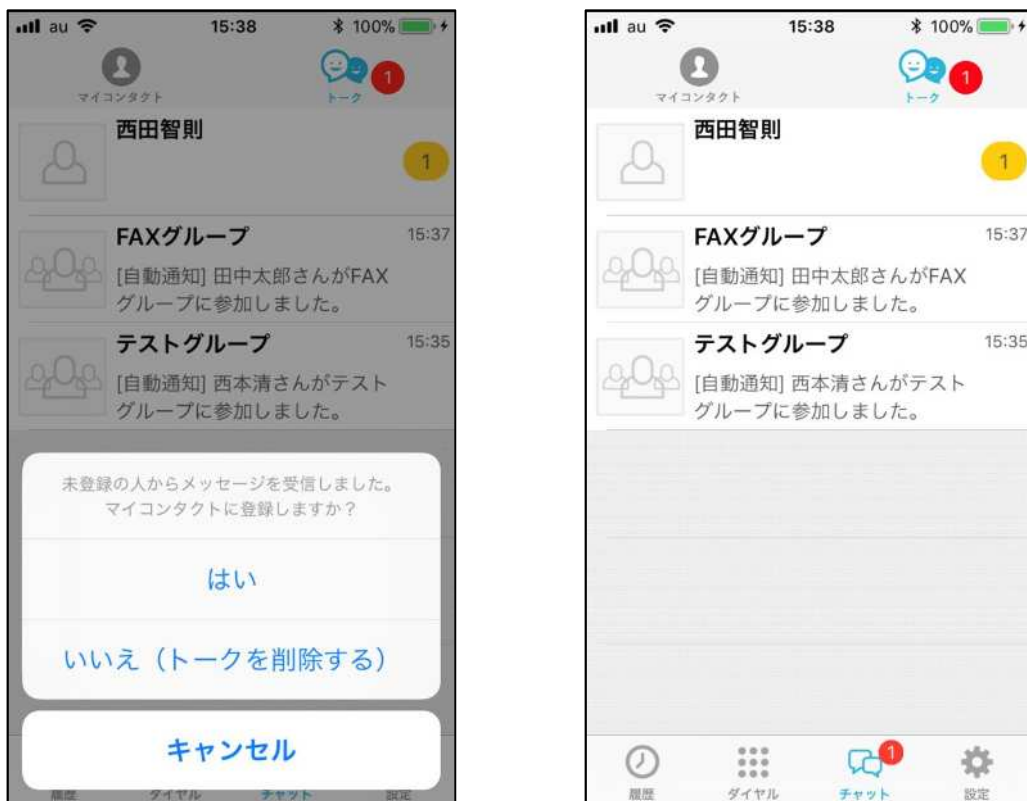 au 15:38 100%
マイコンタクト トーク 1
西田智則
1
FAXグループ 15:37
[自動通知] 田中太郎さんがFAX
グループに参加しました。
テストグループ 15:35
[自動通知] 西本清さんがテスト
グループに参加しました。
未登録の人からメッセージを受信しました。
マイコンタクトに登録しますか？
はい
いいえ（トークを削除する）
キャンセル
履歴 ダイヤル チャット 設定
au 15:38 100%
マイコンタクト トーク 1
西田智則
1
FAXグループ 15:37
[自動通知] 田中太郎さんがFAX
グループに参加しました。
テストグループ 15:35
[自動通知] 西本清さんがテスト
グループに参加しました。
1
履歴 ダイヤル チャット 設定